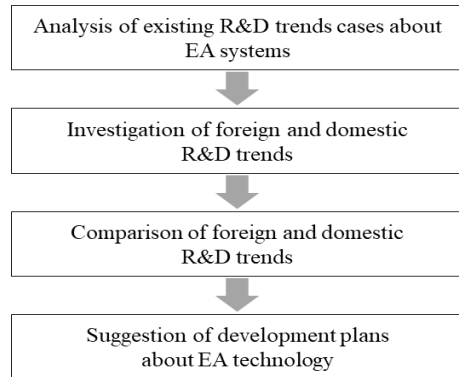 Analysis of existing R&D trends cases about
EA systems
Investigation of foreign and domestic
R&D trends
Comparison of foreign and domestic
R&D trends
Suggestion of development plans
about EA technology